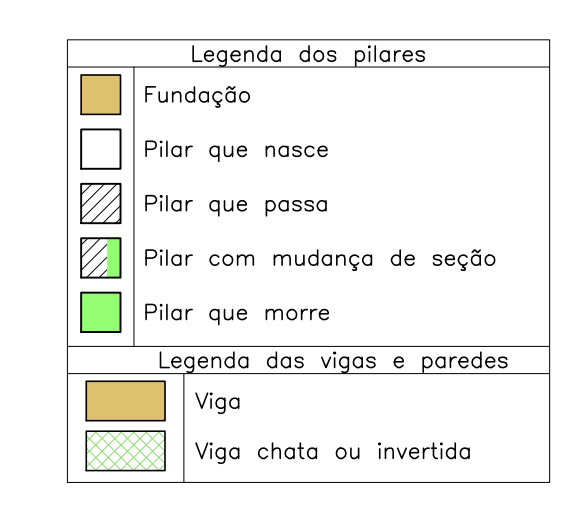 Legenda dos pilares
Fundação
Pilar que nasce
Pilar que passa
Pilar com mudança de seção
Pilar que morre
Legenda das vigas e paredes
Viga
Viga chata ou invertida